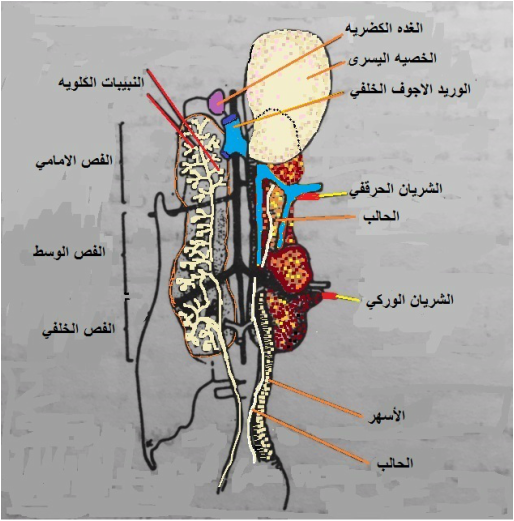 الغده الكضريه
الخصيه اليسرى
الوريد الاجوف الخلفي
النبيبات الكلويه
الفص الامامي
الشريان الحرقفي
الحالب
الفص الوسط
الشريان الوركي
الفص الخلفي
الأسهر
الحالب